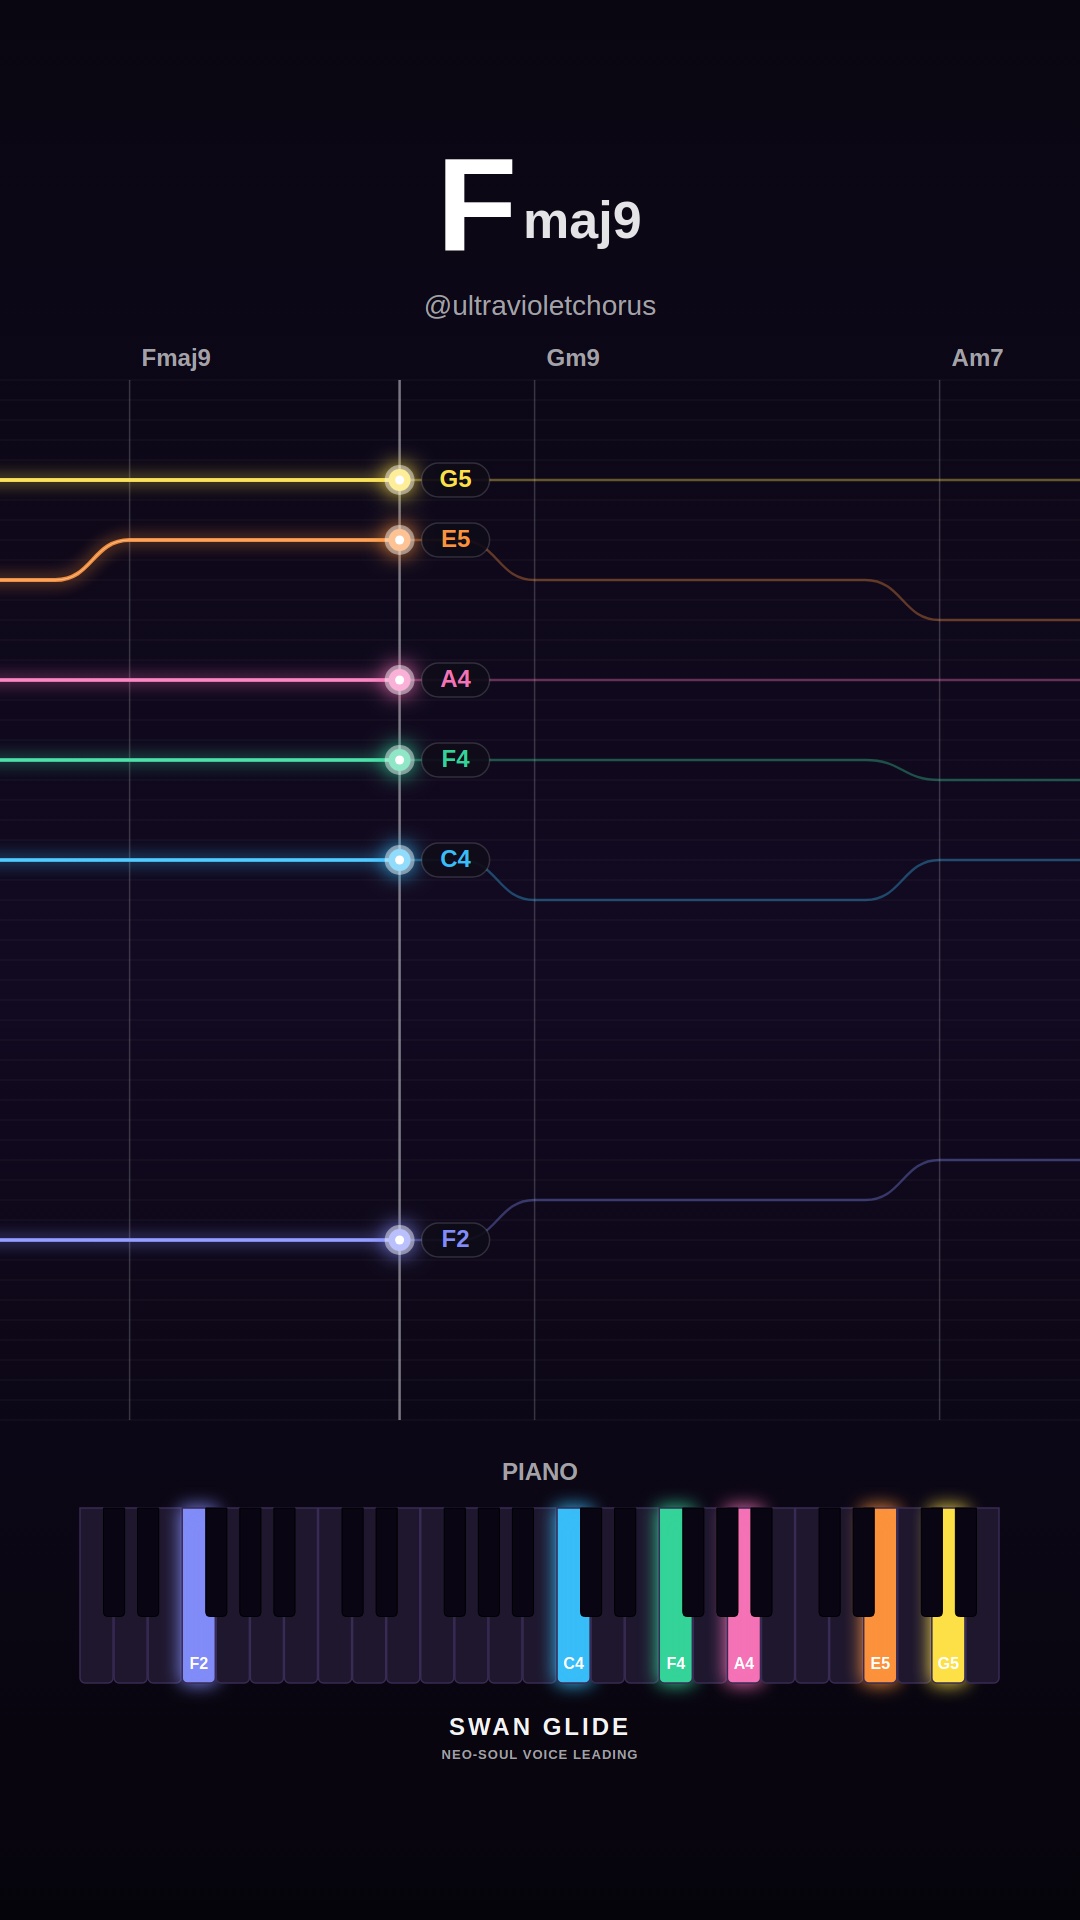 F maj9
@ultravioletchorus
Fmaj9 Gm9 Am7
G5
E5
A4
F4
C4
F2
PIANO
F2 C4 F4 A4 E5 G5
SWAN GLIDE
NEO-SOUL VOICE LEADING